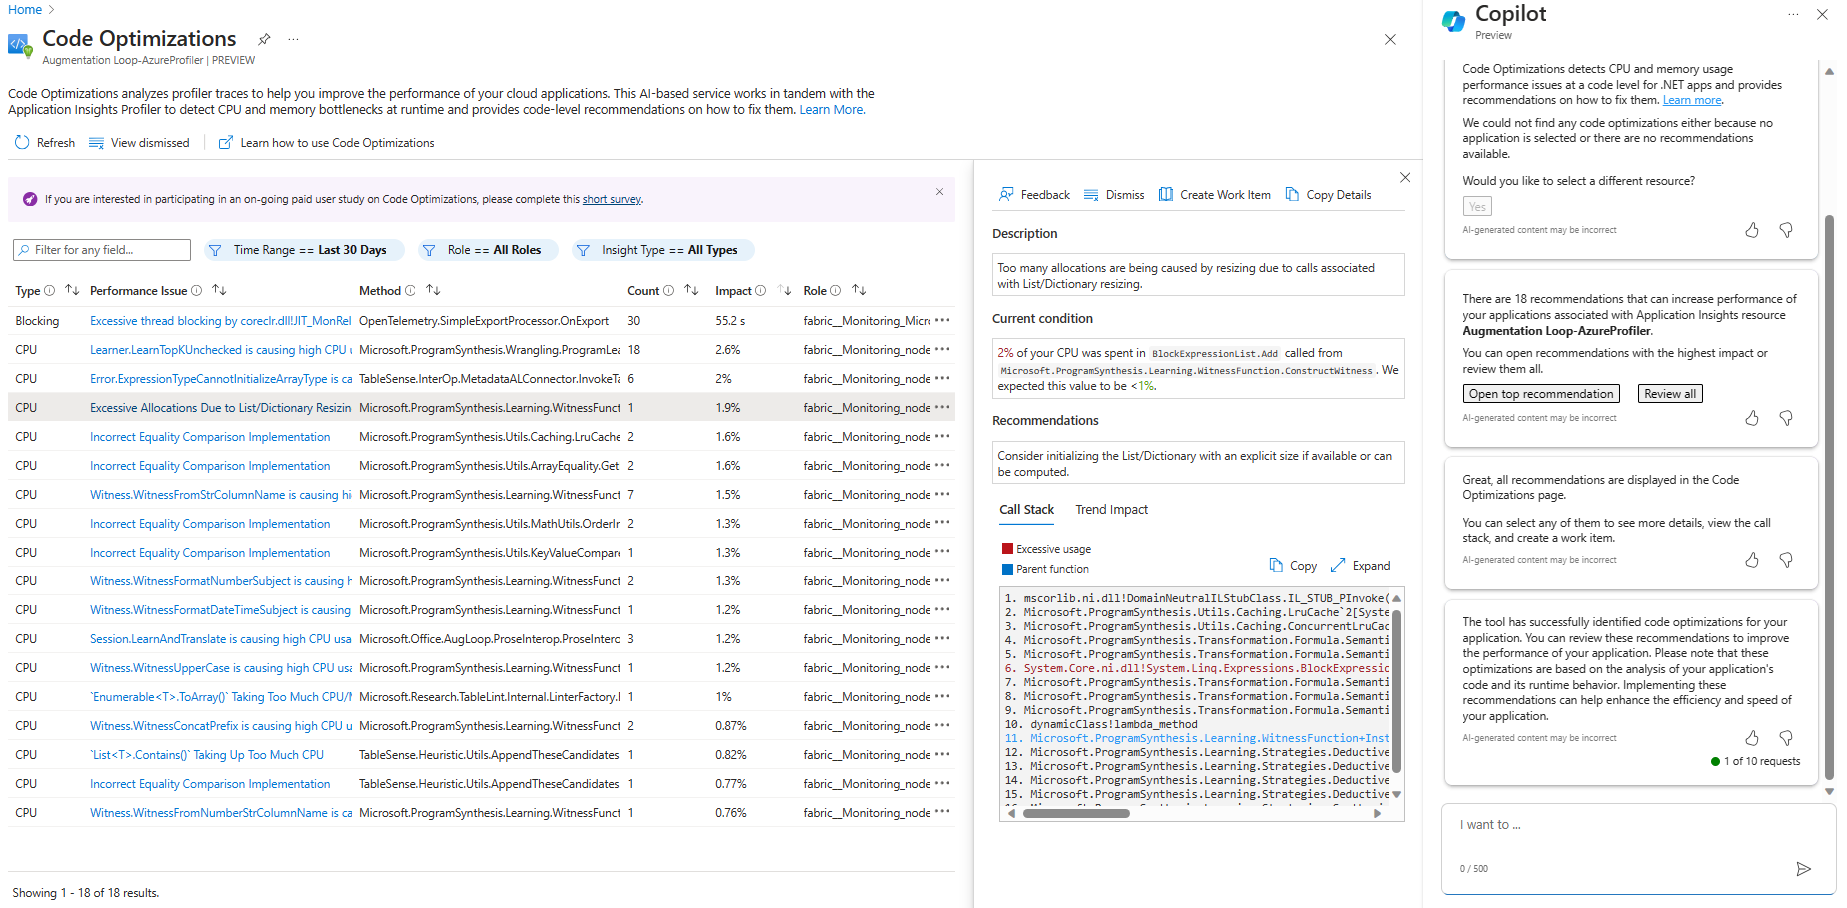 Home
Code Optimizations
Augmentation Loop-AzureProfiler | PREVIEW
Code Optimizations analyzes profiler traces to help you improve the performance of your cloud applications. This AI-based service works in tandem with the
Application Insights Profiler to detect CPU and memory bottlenecks at runtime and provides code-level recommendations on how to fix them. Learn More.
Refresh View dismissed Learn how to use Code Optimizations
If you are interested in participating in an on-going paid user study on Code Optimizations, please complete this short survey.
Filter for any field... Time Range == Last 30 Days Role == All Roles Insight Type == All Types
Type Performance Issue Method Count Impact Role
Blocking Excessive thread blocking by coreclr.dll!JIT_MonRel OpenTelemetry.SimpleExportProcessor.OnExport 30 55.2 s fabric__Monitoring_Micro
CPU Learner.LearnTopKUnchecked is causing high CPU u Microsoft.ProgramSynthesis.Wrangling.ProgramLea 18 2.6% fabric__Monitoring_node
CPU Error.ExpressionTypeCannotInitializeArrayType is ca TableSense.InterOp.MetadataALConnector.InvokeTa 6 2% fabric__Monitoring_node
CPU Excessive Allocations Due to List/Dictionary Resizin Microsoft.ProgramSynthesis.Learning.WitnessFunct 1 1.9% fabric__Monitoring_node
CPU Incorrect Equality Comparison Implementation Microsoft.ProgramSynthesis.Utils.Caching.LruCache 2 1.6% fabric__Monitoring_node
CPU Incorrect Equality Comparison Implementation Microsoft.ProgramSynthesis.Utils.ArrayEquality.Get 2 1.6% fabric__Monitoring_node
CPU Witness.WitnessFromStrColumnName is causing hi Microsoft.ProgramSynthesis.Learning.WitnessFunct 7 1.5% fabric__Monitoring_node
CPU Incorrect Equality Comparison Implementation Microsoft.ProgramSynthesis.Utils.MathUtils.OrderIr 2 1.3% fabric__Monitoring_node
CPU Incorrect Equality Comparison Implementation Microsoft.ProgramSynthesis.Utils.KeyValueCompar 1 1.3% fabric__Monitoring_node
CPU Witness.WitnessFormatNumberSubject is causing h Microsoft.ProgramSynthesis.Learning.WitnessFunct 2 1.3% fabric__Monitoring_node
CPU Witness.WitnessFormatDateTimeSubject is causing Microsoft.ProgramSynthesis.Learning.WitnessFunct 1 1.2% fabric__Monitoring_node
CPU Session.LearnAndTranslate is causing high CPU usa Microsoft.Office.AugLoop.ProseInterop.ProseInterc 3 1.2% fabric__Monitoring_node
CPU Witness.WitnessUpperCase is causing high CPU usa Microsoft.ProgramSynthesis.Learning.WitnessFunct 1 1.2% fabric__Monitoring_node
CPU `Enumerable<T>.ToArray()` Taking Too Much CPU/M Microsoft.Research.TableLint.Internal.LinterFactory.I 1 1% fabric__Monitoring_node
CPU Witness.WitnessConcatPrefix is causing high CPU u Microsoft.ProgramSynthesis.Learning.WitnessFunct 2 0.87% fabric__Monitoring_node
CPU `List<T>.Contains()` Taking Up Too Much CPU TableSense.Heuristic.Utils.AppendTheseCandidates 1 0.82% fabric__Monitoring_node
CPU Incorrect Equality Comparison Implementation TableSense.Heuristic.Utils.AppendTheseCandidates 1 0.77% fabric__Monitoring_node
CPU Witness.WitnessFromNumberStrColumnName is ca Microsoft.ProgramSynthesis.Learning.WitnessFunct 1 0.76% fabric__Monitoring_node
Showing 1 - 18 of 18 results.
Feedback Dismiss Create Work Item Copy Details
Description
Too many allocations are being caused by resizing due to calls associated
with List/Dictionary resizing.
Current condition
2% of your CPU was spent in BlockExpressionList.Add called from
Microsoft.ProgramSynthesis.Learning.WitnessFunction.ConstructWitness. We
expected this value to be <1%.
Recommendations
Consider initializing the List/Dictionary with an explicit size if available or can
be computed.
Call Stack Trend Impact
Excessive usage
Parent function
Copy Expand
1. mscorlib.ni.dll!DomainNeutralILStubClass.IL_STUB_PInvoke(
2. Microsoft.ProgramSynthesis.Utils.Caching.LruCache`2[Syste
3. Microsoft.ProgramSynthesis.Utils.Caching.ConcurrentLruCac
4. Microsoft.ProgramSynthesis.Transformation.Formula.Semanti
5. Microsoft.ProgramSynthesis.Transformation.Formula.Semanti
6. System.Core.ni.dll!System.Linq.Expressions.BlockExpressio
7. Microsoft.ProgramSynthesis.Transformation.Formula.Semanti
8. Microsoft.ProgramSynthesis.Transformation.Formula.Semanti
9. Microsoft.ProgramSynthesis.Transformation.Formula.Semanti
10. dynamicClass!lambda_method
11. Microsoft.ProgramSynthesis.Learning.WitnessFunction+Inst
12. Microsoft.ProgramSynthesis.Learning.Strategies.Deductive
13. Microsoft.ProgramSynthesis.Learning.Strategies.Deductive
14. Microsoft.ProgramSynthesis.Learning.Strategies.Deductive
15. Microsoft.ProgramSynthesis.Learning.Strategies.Deductive
Copilot
Preview
Code Optimizations detects CPU and memory usage
performance issues at a code level for .NET apps and provides
recommendations on how to fix them. Learn more.
We could not find any code optimizations either because no
application is selected or there are no recommendations
available.
Would you like to select a different resource?
Yes
AI-generated content may be incorrect
There are 18 recommendations that can increase performance of
your applications associated with Application Insights resource
Augmentation Loop-AzureProfiler.
You can open recommendations with the highest impact or
review them all.
Open top recommendation Review all
AI-generated content may be incorrect
Great, all recommendations are displayed in the Code
Optimizations page.
You can select any of them to see more details, view the call
stack, and create a work item.
AI-generated content may be incorrect
The tool has successfully identified code optimizations for your
application. You can review these recommendations to improve
the performance of your application. Please note that these
optimizations are based on the analysis of your application's
code and its runtime behavior. Implementing these
recommendations can help enhance the efficiency and speed of
your application.
AI-generated content may be incorrect
1 of 10 requests
I want to ...
0 / 500